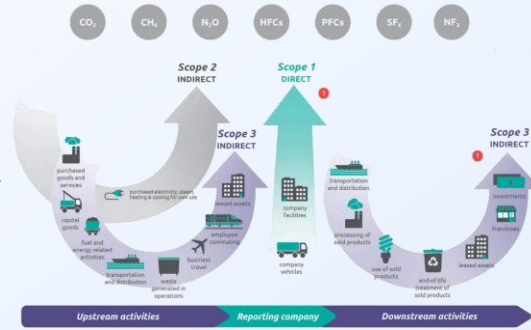 CO₂ CH₄ N₂O HFCs PFCs SF₆ NF₃
Scope 2
INDIRECT
Scope 1
DIRECT
1
Scope 3
INDIRECT
Scope 3
INDIRECT
1
purchased
goods and
services
capital
goods
fuel and
energy related
activities
transportation
and distribution
waste
generated in
operations
business
travel
employee
commuting
leased assets
purchased electricity, steam,
heating & cooling for own use
company
facilities
company
vehicles
transportation
and distribution
processing of
sold products
use of sold
products
end-of-life
treatment of
sold products
leased assets
franchises
investments
Upstream activities
Reporting company
Downstream activities